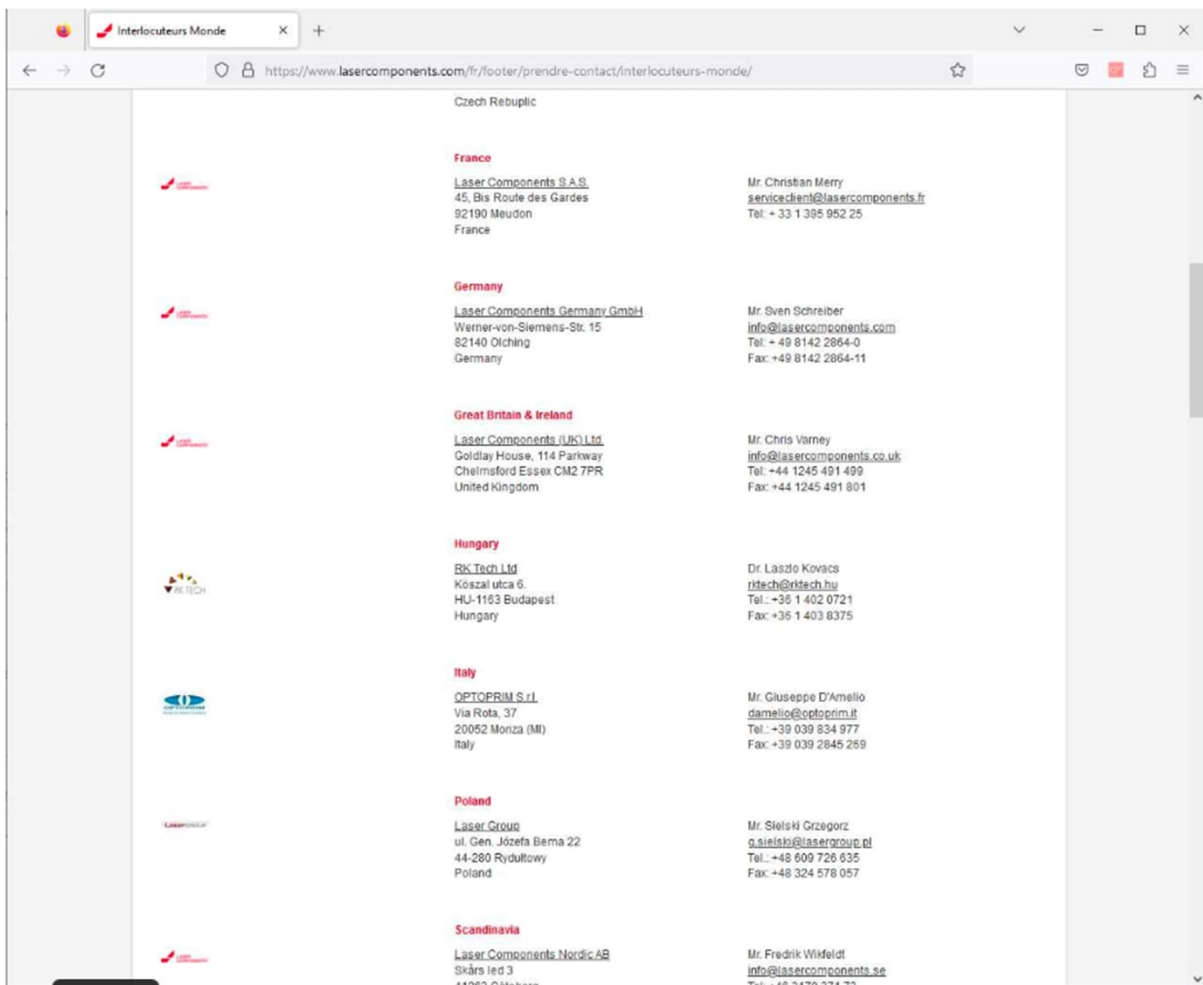 Interlocuteurs Monde
https://www.lasercomponents.com/fr/footer/prendre-contact/interlocuteurs-monde/
Czech Rebuplic
France
Laser Components S.A.S.
45, Bis Route des Gardes
92190 Meudon
France
Mr. Christian Merry
serviceclient@lasercomponents.fr
Tel: + 33 1 395 952 25
Germany
Laser Components Germany GmbH
Werner-von-Siemens-Str. 15
82140 Olching
Germany
Mr. Sven Schreiber
info@lasercomponents.com
Tel: + 49 8142 2864-0
Fax: +49 8142 2864-11
Great Britain & Ireland
Laser Components (UK) Ltd.
Goldlay House, 114 Parkway
Chelmsford Essex CM2 7PR
United Kingdom
Mr. Chris Varney
info@lasercomponents.co.uk
Tel: +44 1245 491 499
Fax: +44 1245 491 801
Hungary
RK TECH
RK Tech Ltd
Köszal utca 6.
HU-1163 Budapest
Hungary
Dr. Laszlo Kovacs
rktech@rktech.hu
Tel.: +36 1 402 0721
Fax: +36 1 403 8375
Italy
OPTOPRIM
OPTOPRIM S.r.l.
Via Rota, 37
20052 Monza (MI)
Italy
Mr. Giuseppe D'Amelio
damelio@optoprim.it
Tel.: +39 039 834 977
Fax: +39 039 2845 269
Poland
Laser Group
ul. Gen. Józefa Bema 22
44-280 Rydułtowy
Poland
Mr. Sielski Grzegorz
g.sielski@lasergroup.pl
Tel.: +48 609 726 635
Fax: +48 324 578 057
Scandinavia
Laser Components Nordic AB
Skårs led 3
Mr. Fredrik Wikfeldt
info@lasercomponents.se